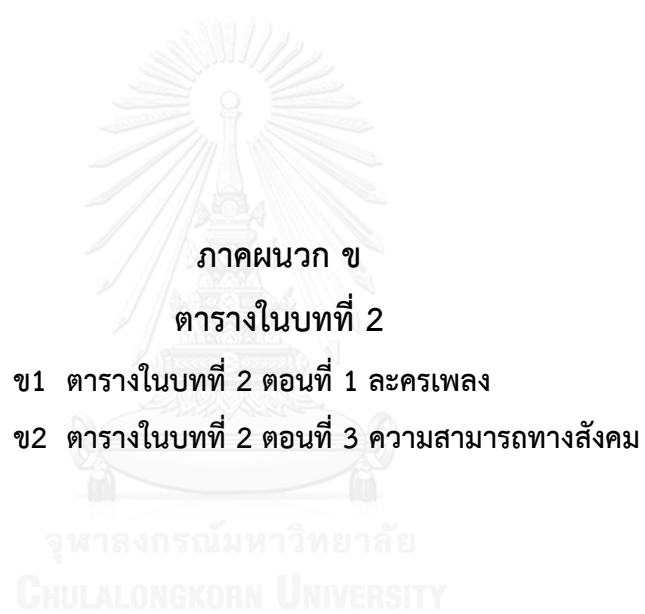 ภาคผนวก ข
ตารางในบทที่ 2
ข1 ตารางในบทที่ 2 ตอนที่ 1 ละครเพลง
ข2 ตารางในบทที่ 2 ตอนที่ 3 ความสามารถทางสังคม
จุฬาลงกรณ์มหาวิทยาลัย
CHULALONGKORN UNIVERSITY